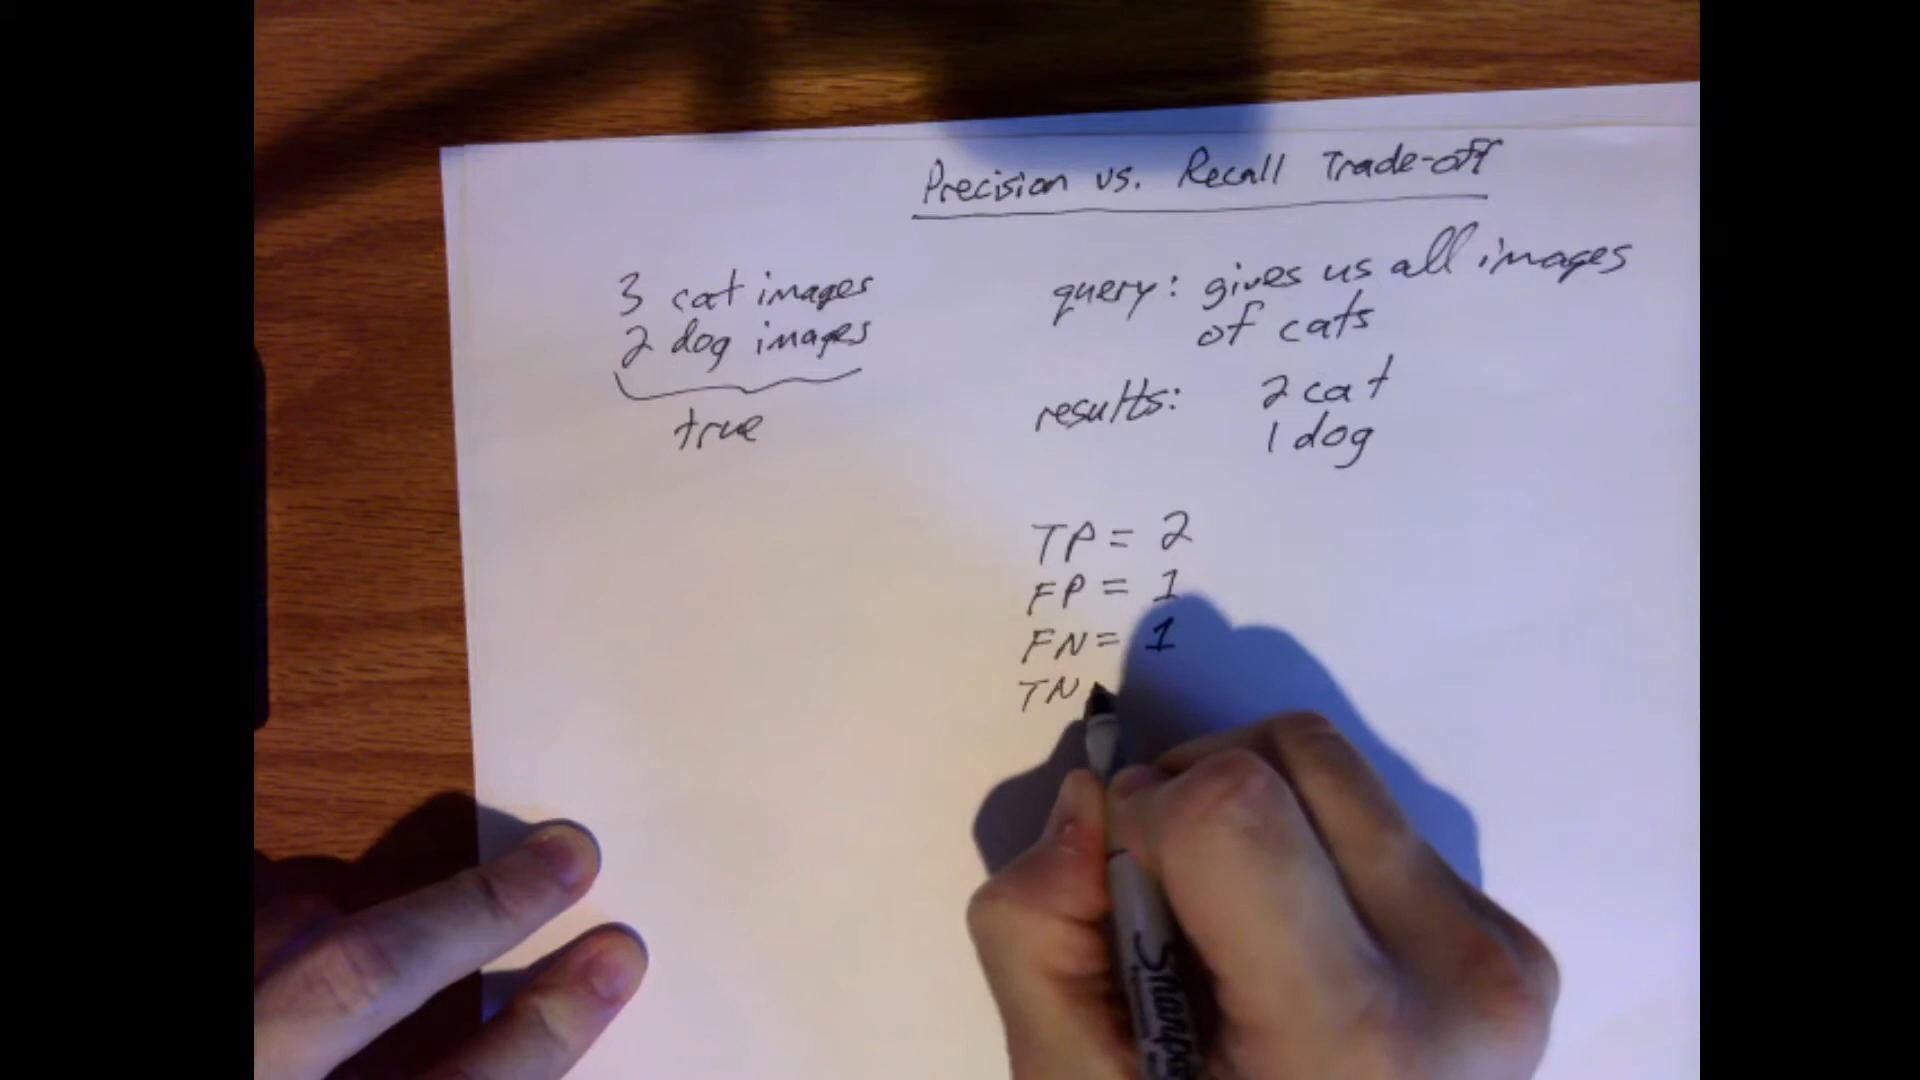 Precision vs. Recall Trade-off
3 cat images
2 dog images
true
query: gives us all images
of cats
results: 2 cat
1 dog
TP = 2
FP = 1
FN = 1
TN
Sharpie